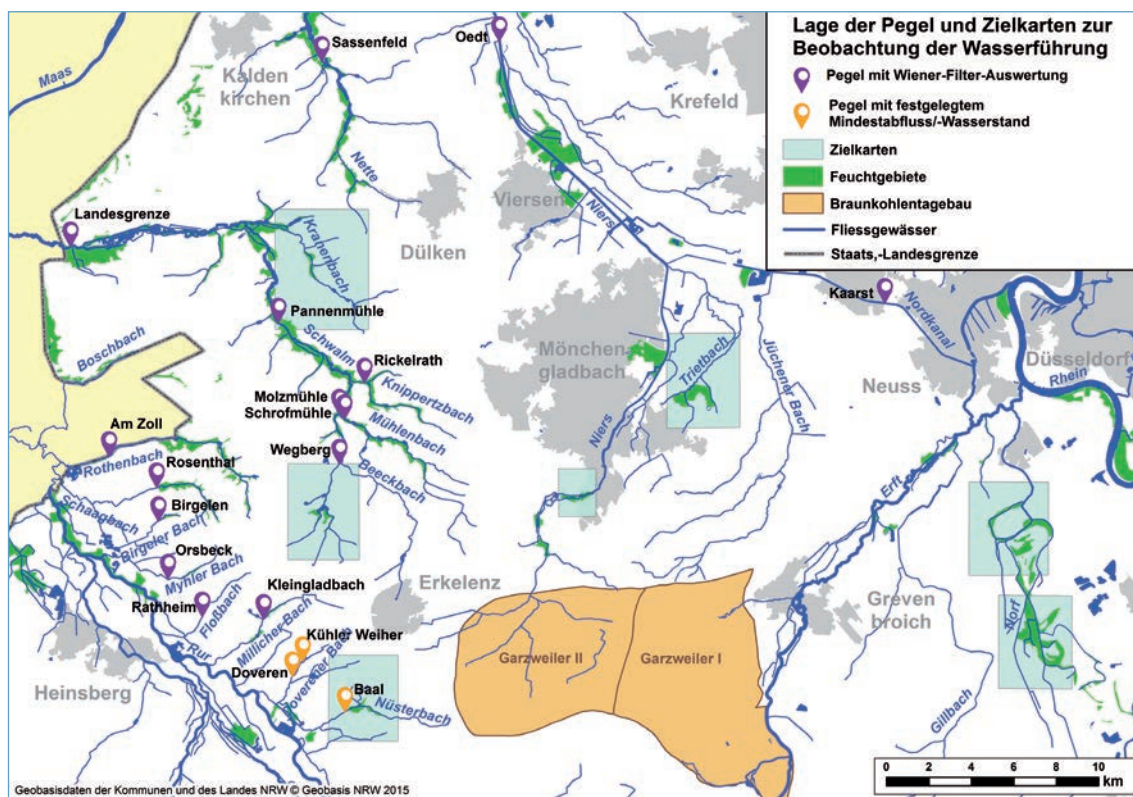 Lage der Pegel und Zielkarten zur
Beobachtung der Wasserführung
Pegel mit Wiener-Filter-Auswertung
Pegel mit festgelegtem
Mindestabfluss/-Wasserstand
Zielkarten
Feuchtgebiete
Braunkohlentagebau
Fliessgewässer
Staats,-Landesgrenze
Maas
Sassenfeld
Kalden
kirchen
Oedt
Krefeld
Nette
Viersen
Niers
Dülken
Landesgrenze
Kranenbach
Kaarst
Nordkanal
Pannenmühle
Schwalm
Boschbach
Rickelrath
Knippertzbach
Mönchen
gladbach
Trietbach
Jüchener Bach
Neuss
Düsseldorf
Rhein
Molzmühle
Schrofmühle
Mühlenbach
Niers
Am Zoll
Wegberg
Beeckbach
Rothenbach
Rosenthal
Schaagbach
Birgelen
Birgeler Bach
Erft
Orsbeck
Myhler Bach
Kleingladbach
Erkelenz
Rathheim
Floßbach
Millicher Bach
Greven
broich
Norf
Rur
Kühler Weiher
Doveren
Doverener Bach
Garzweiler II
Garzweiler I
Heinsberg
Baal
Nüsterbach
Gillbach
0 2 4 6 8 10
km
Geobasisdaten der Kommunen und des Landes NRW © Geobasis NRW 2015